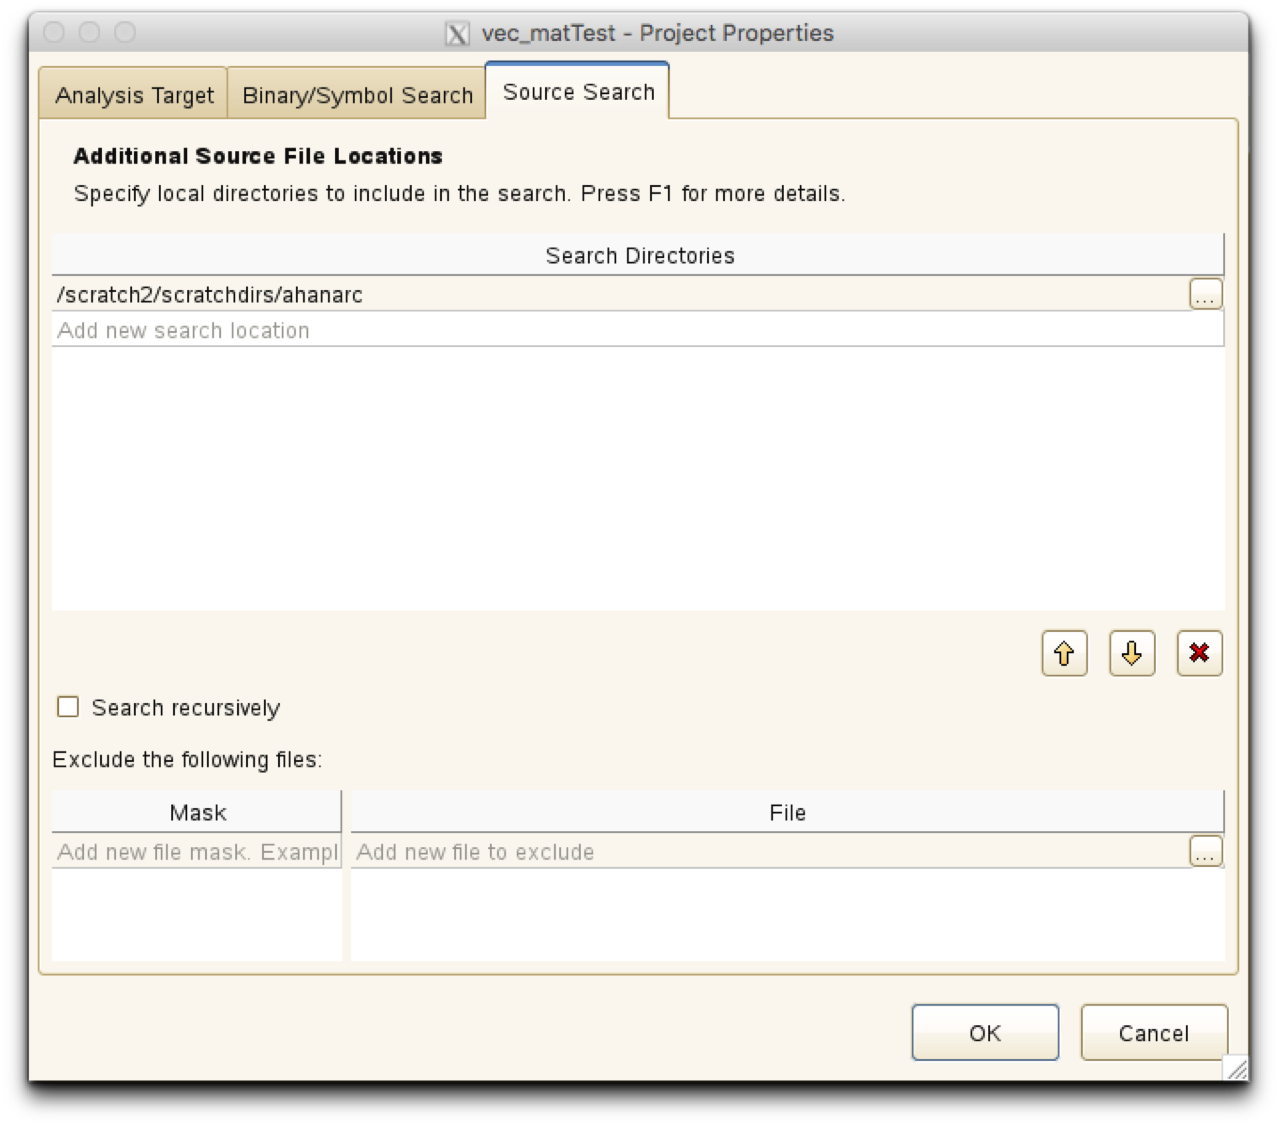 vec_matTest - Project Properties
Analysis Target
Binary/Symbol Search
Source Search
Additional Source File Locations
Specify local directories to include in the search. Press F1 for more details.
Search Directories
/scratch2/scratchdirs/ahanarc
...
Add new search location
Search recursively
Exclude the following files:
Mask
File
Add new file mask. Exampl
Add new file to exclude
...
OK
Cancel